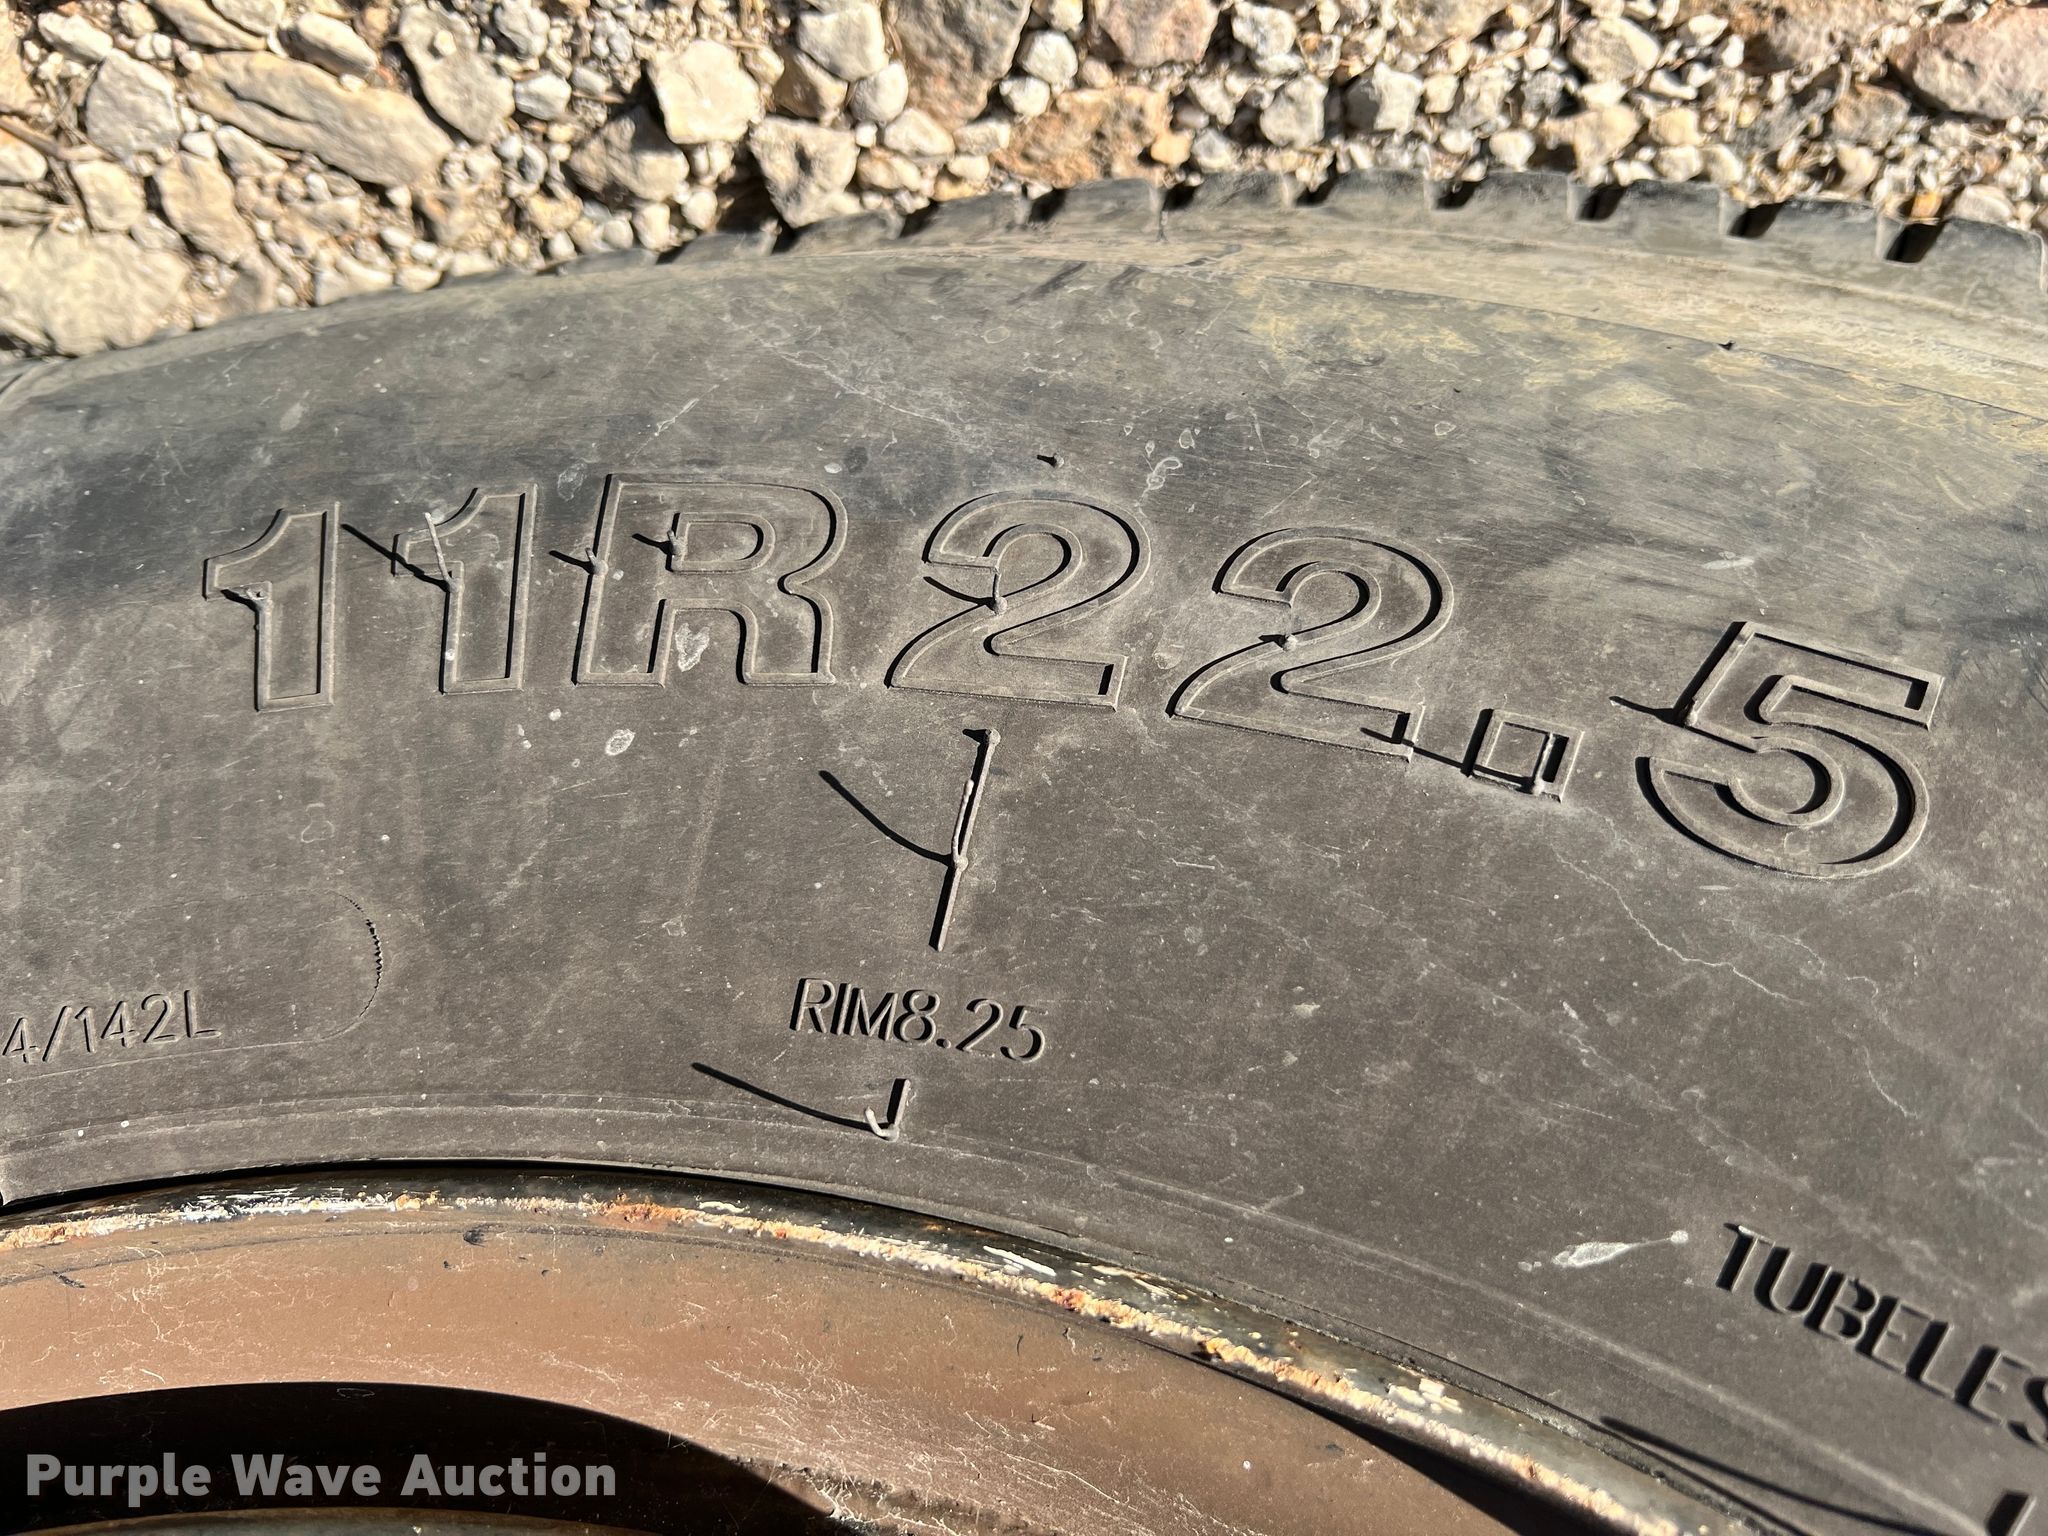 11R22.5
4/142L
RIM8.25
TUBELES
Purple Wave Auction